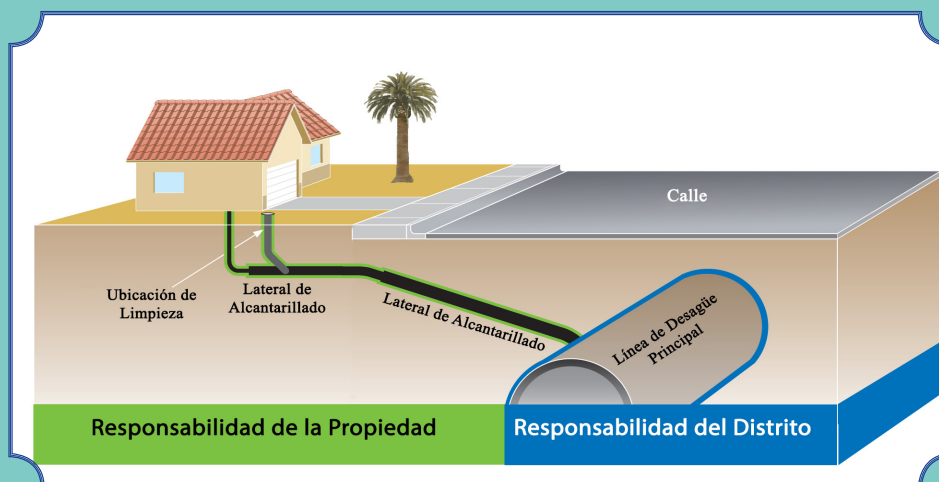 Calle
Ubicación de
Limpieza
Lateral de
Alcantarillado
Lateral de Alcantarillado
Línea de Desagüe
Principal
Responsabilidad de la Propiedad
Responsabilidad del Distrito